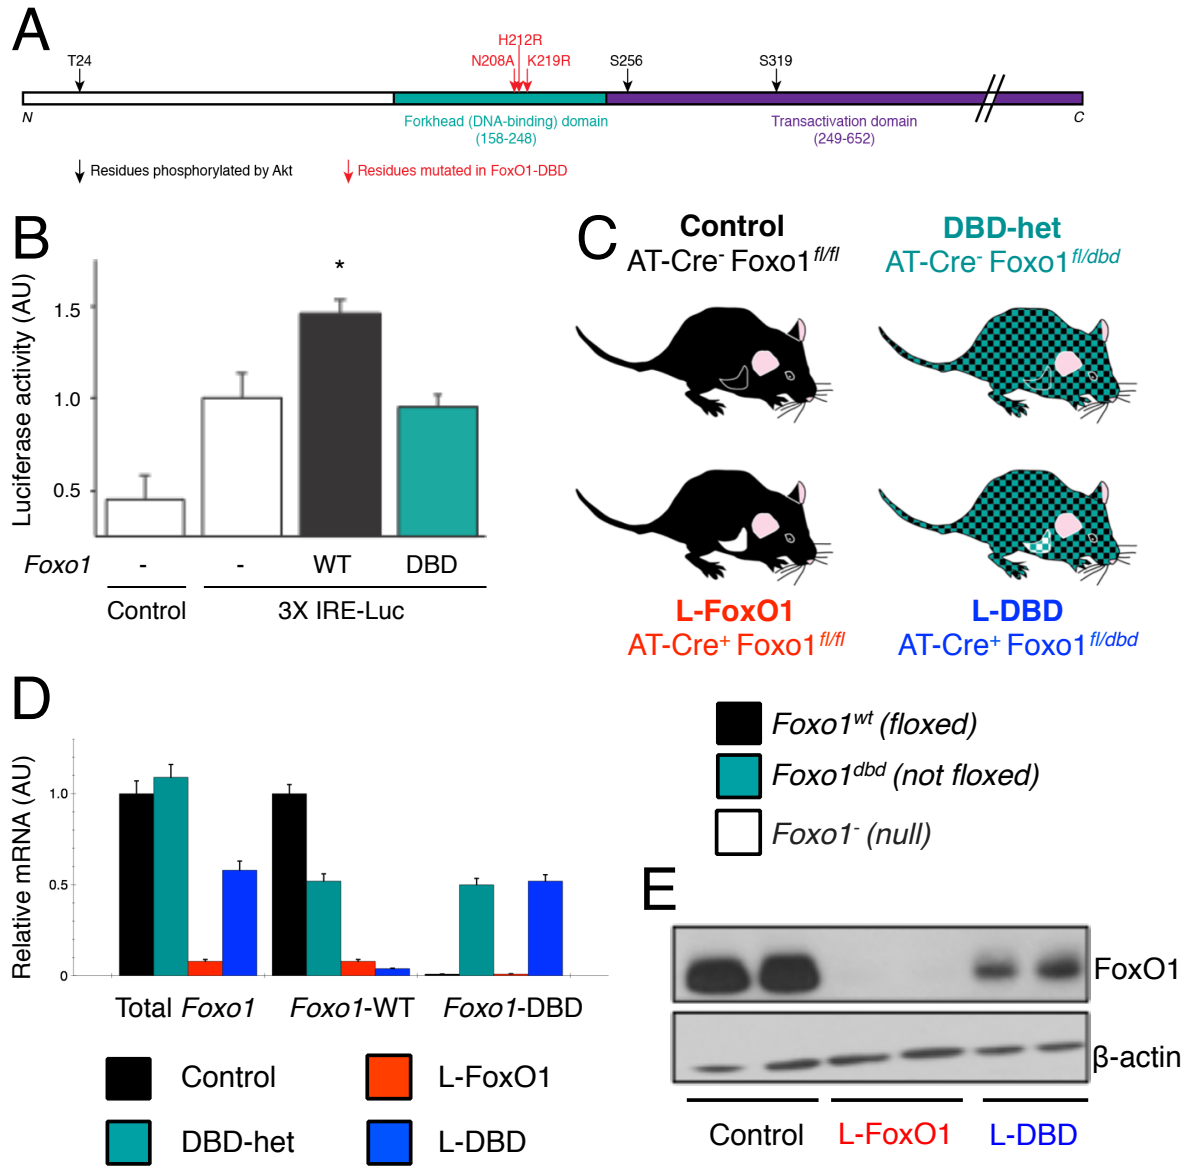 A
T24
H212R
N208A
K219R
S256
S319
N
C
Forkhead (DNA-binding) domain
(158-248)
Transactivation domain
(249-652)
Residues phosphorylated by Akt
Residues mutated in FoxO1-DBD
B
Luciferase activity (AU)
1.5
1.0
0.5
*
Foxo1 - - WT DBD
Control 3X IRE-Luc
C
Control
AT-Cre- Foxo1fl/fl
DBD-het
AT-Cre- Foxo1fl/dbd
L-FoxO1
AT-Cre+ Foxo1fl/fl
L-DBD
AT-Cre+ Foxo1fl/dbd
Foxo1wt (floxed)
Foxo1dbd (not floxed)
Foxo1- (null)
D
Relative mRNA (AU)
1.0
0.5
0
Total Foxo1
Foxo1-WT
Foxo1-DBD
Control
L-FoxO1
DBD-het
L-DBD
E
FoxO1
β-actin
Control L-FoxO1 L-DBD